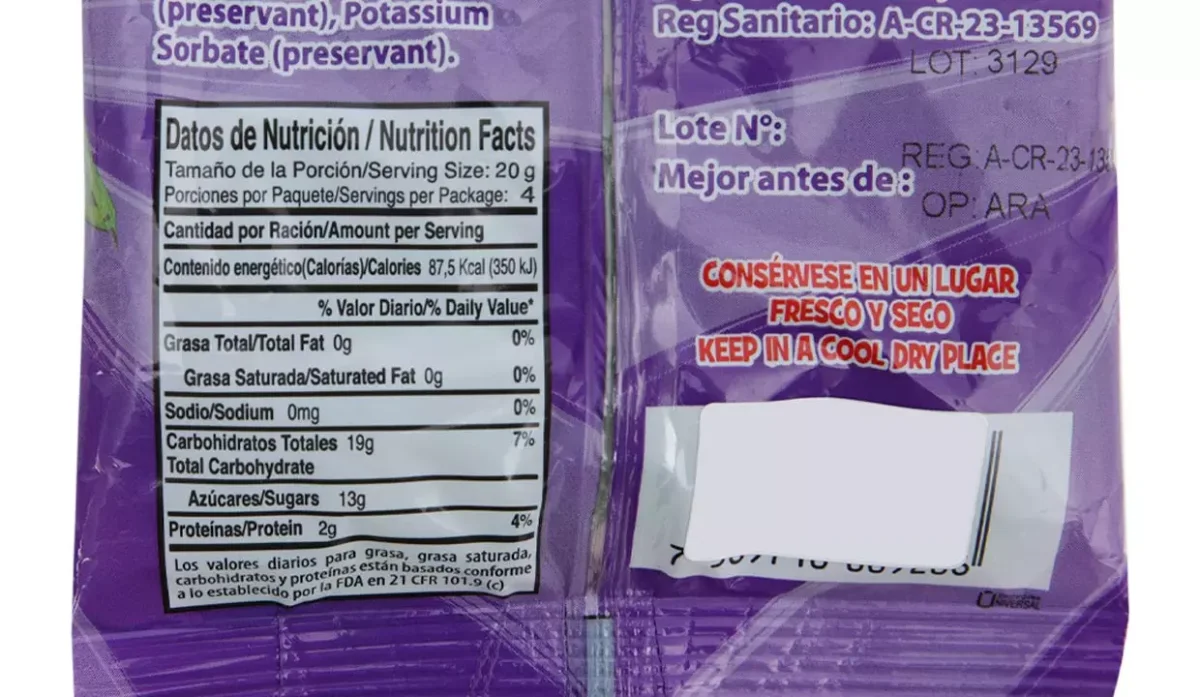 (preservant), Potassium
Sorbate (preservant).
Datos de Nutrición / Nutrition Facts
Tamaño de la Porción/Serving Size: 20 g
Porciones por Paquete/Servings per Package: 4
Cantidad por Ración/Amount per Serving
Contenido energético(Calorías)/Calories 87,5 Kcal (350 kJ)
% Valor Diario/% Daily Value*
Grasa Total/Total Fat 0g 0%
Grasa Saturada/Saturated Fat 0g 0%
Sodio/Sodium 0mg 0%
Carbohidratos Totales 19g 7%
Total Carbohydrate
Azúcares/Sugars 13g
Proteínas/Protein 2g 4%
Los valores diarios para grasa, grasa saturada,
carbohidratos y proteínas están basados conforme
a lo establecido por la FDA en 21 CFR 101.9 (c)
Reg Sanitario: A-CR-23-13569
LOT: 3129
Lote N°:
REG: A-CR-23-13
Mejor antes de:
OP: ARA
CONSÉRVESE EN UN LUGAR
FRESCO Y SECO
KEEP IN A COOL DRY PLACE
UNIVERSAL